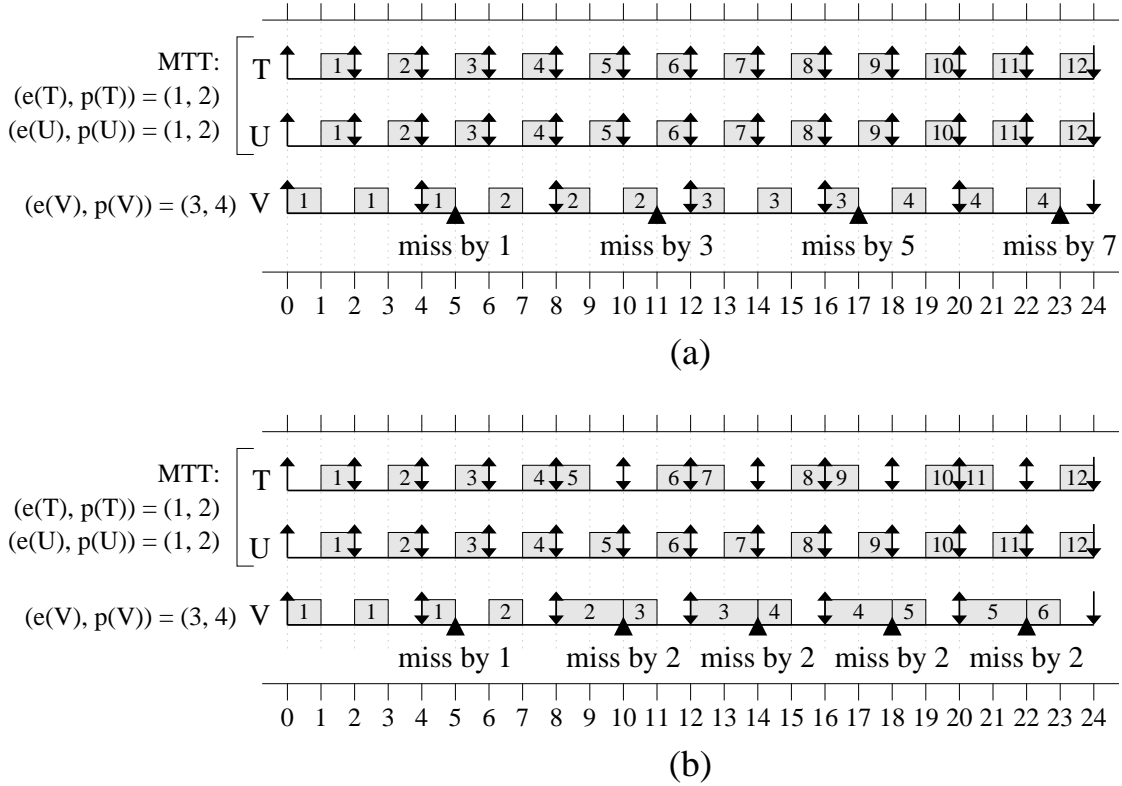 MTT:
(e(T), p(T)) = (1, 2)
(e(U), p(U)) = (1, 2)
T 1 2 3 4 5 6 7 8 9 10 11 12
U 1 2 3 4 5 6 7 8 9 10 11 12
(e(V), p(V)) = (3, 4) V 1 1 1 2 2 2 3 3 3 4 4 4
miss by 1 miss by 3 miss by 5 miss by 7
0 1 2 3 4 5 6 7 8 9 10 11 12 13 14 15 16 17 18 19 20 21 22 23 24
(a)
MTT:
(e(T), p(T)) = (1, 2)
(e(U), p(U)) = (1, 2)
T 1 2 3 4 5 6 7 8 9 10 11 12
U 1 2 3 4 5 6 7 8 9 10 11 12
(e(V), p(V)) = (3, 4) V 1 1 1 2 2 3 3 4 4 5 5 6
miss by 1 miss by 2 miss by 2 miss by 2 miss by 2
0 1 2 3 4 5 6 7 8 9 10 11 12 13 14 15 16 17 18 19 20 21 22 23 24
(b)